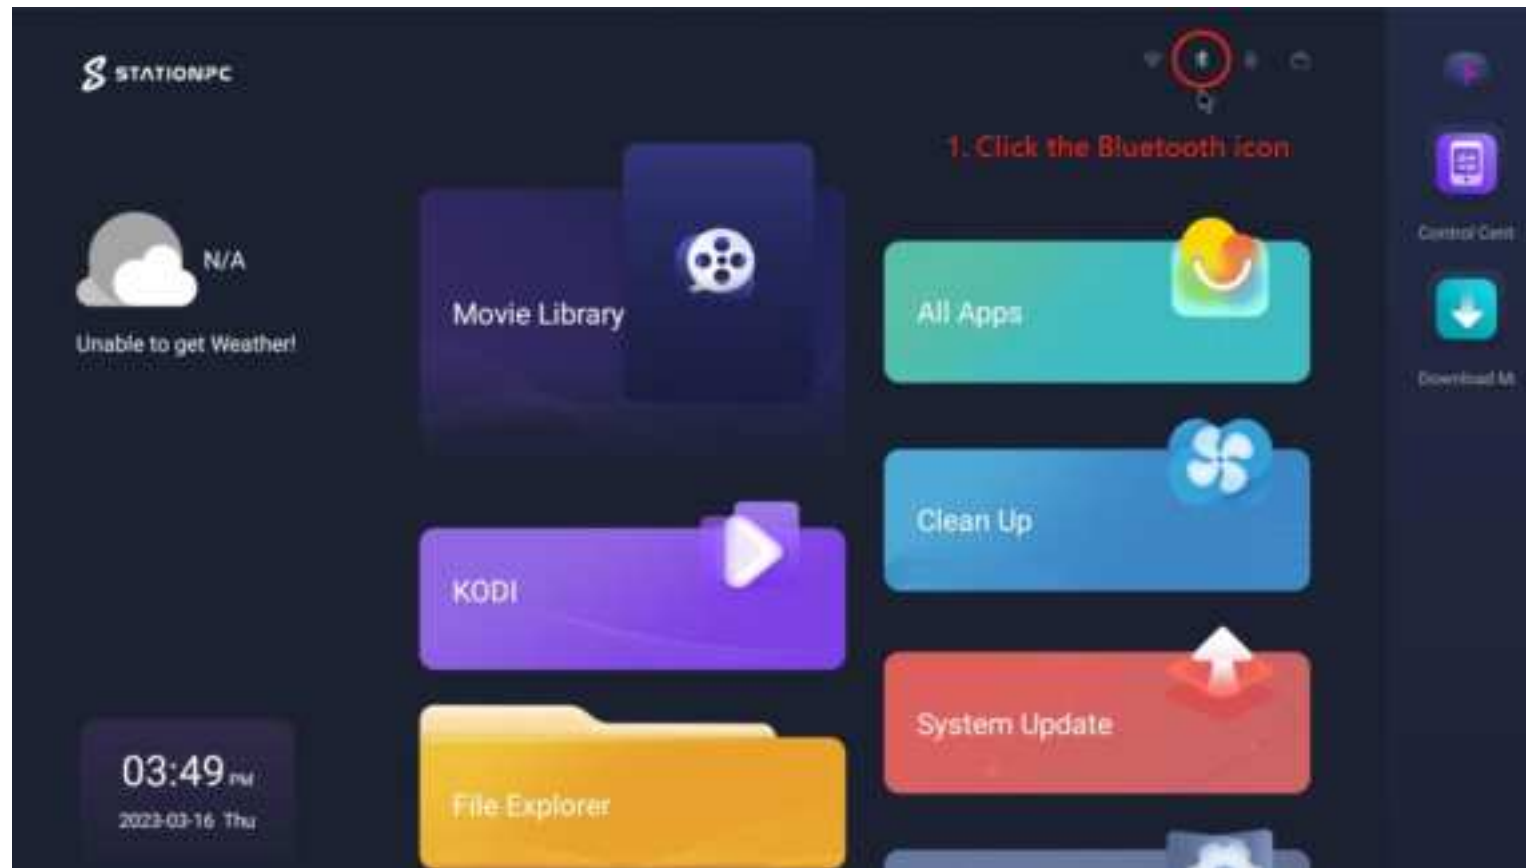 STATIONPC
1. Click the Bluetooth icon
N/A
Unable to get Weather!
Movie Library
All Apps
Control Cent
Download M
Clean Up
KODI
System Update
File Explorer
03:49 PM
2023-03-16 Thu